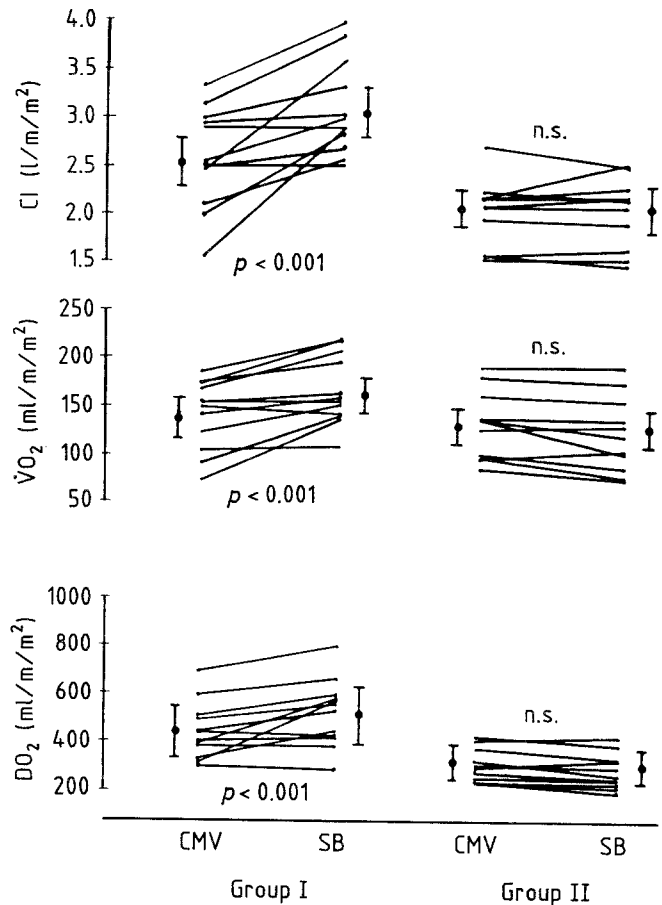 4.0
3.5
3.0
2.5
2.0
1.5
CI (l/m/m²)
n.s.
p < 0.001
250
200
150
100
50
V̇O₂ (ml/m/m²)
n.s.
p < 0.001
1000
800
600
400
200
DO₂ (ml/m/m²)
n.s.
p < 0.001
CMV SB CMV SB
Group I Group II